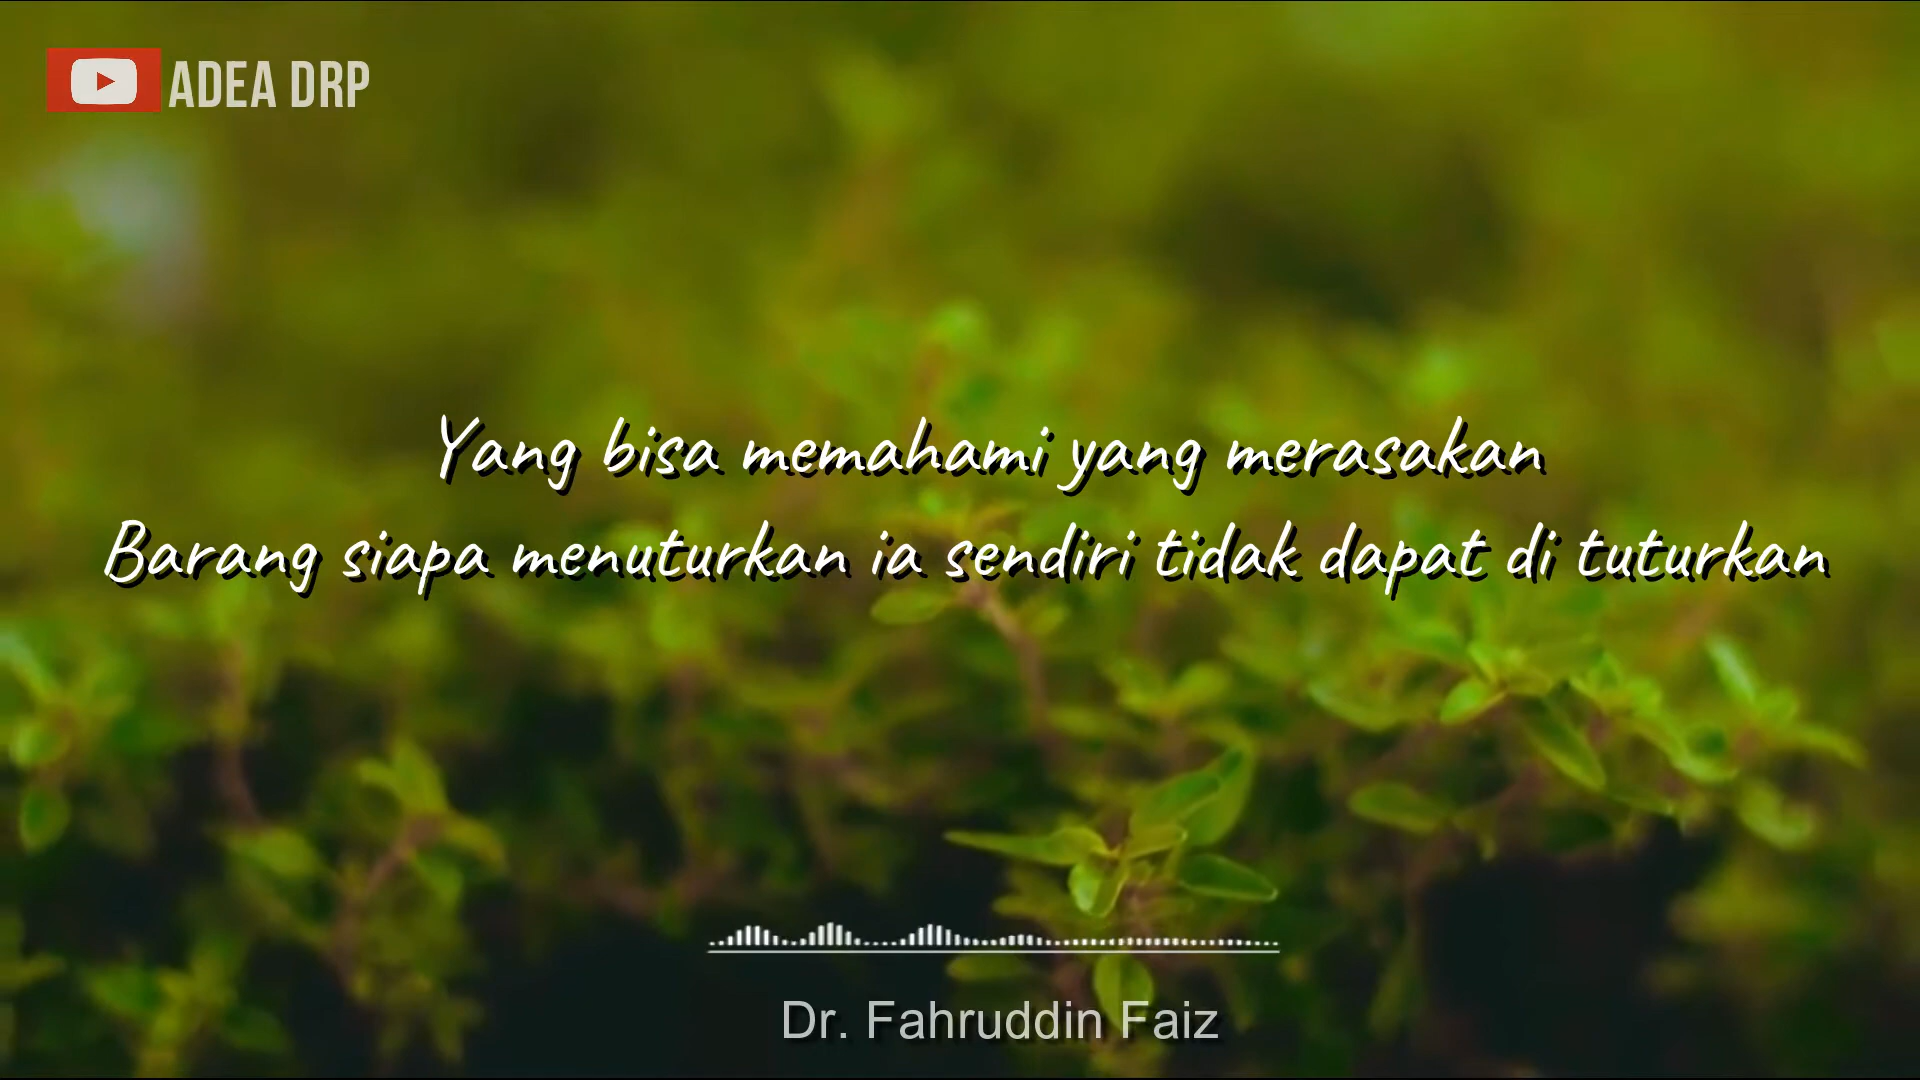 ADEA DRP
Yang bisa memahami yang merasakan
Barang siapa menuturkan ia sendiri tidak dapat di tuturkan
Dr. Fahruddin Faiz